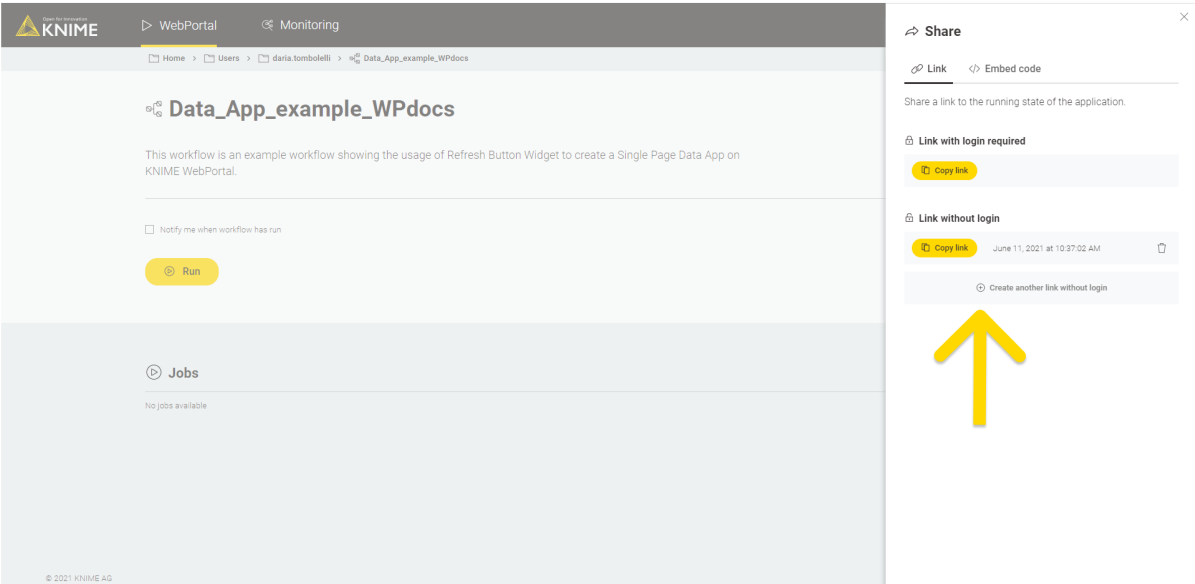 Open for Innovation
KNIME
WebPortal
Monitoring
Home > Users > daria.tombolelli > Data_App_example_WPdocs
Data_App_example_WPdocs
This workflow is an example workflow showing the usage of Refresh Button Widget to create a Single Page Data App on
KNIME WebPortal.
Notify me when workflow has run
Run
Jobs
No jobs available
© 2021 KNIME AG
Share
Link
Embed code
Share a link to the running state of the application.
Link with login required
Copy link
Link without login
Copy link June 11, 2021 at 10:37:02 AM
Create another link without login